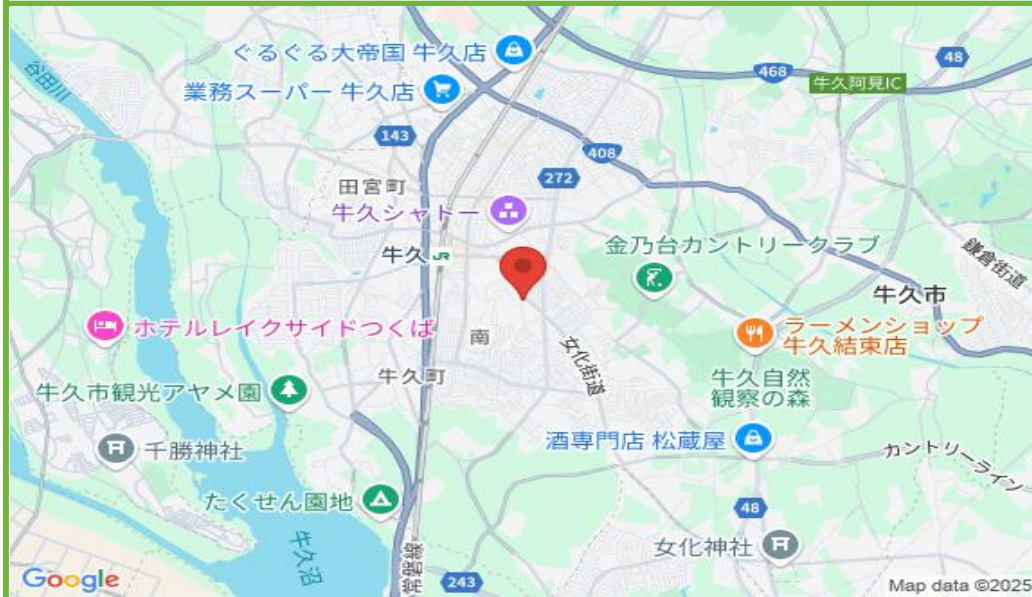 谷田川
ぐるぐる大帝国 牛久店
業務スーパー 牛久店
468
48
牛久阿見IC
143
408
272
田宮町
牛久シャトー
牛久 JR
金乃台カントリークラブ
鎌倉街道
牛久市
ホテルレイクサイドつくば
南
ラーメンショップ
牛久結束店
女化街道
牛久町
牛久市観光アヤメ園
牛久自然
観察の森
千勝神社
酒専門店 松蔵屋
カントリーライン
たくせん園地
48
牛久沼
女化神社
常磐線
243
Google
Map data ©2025